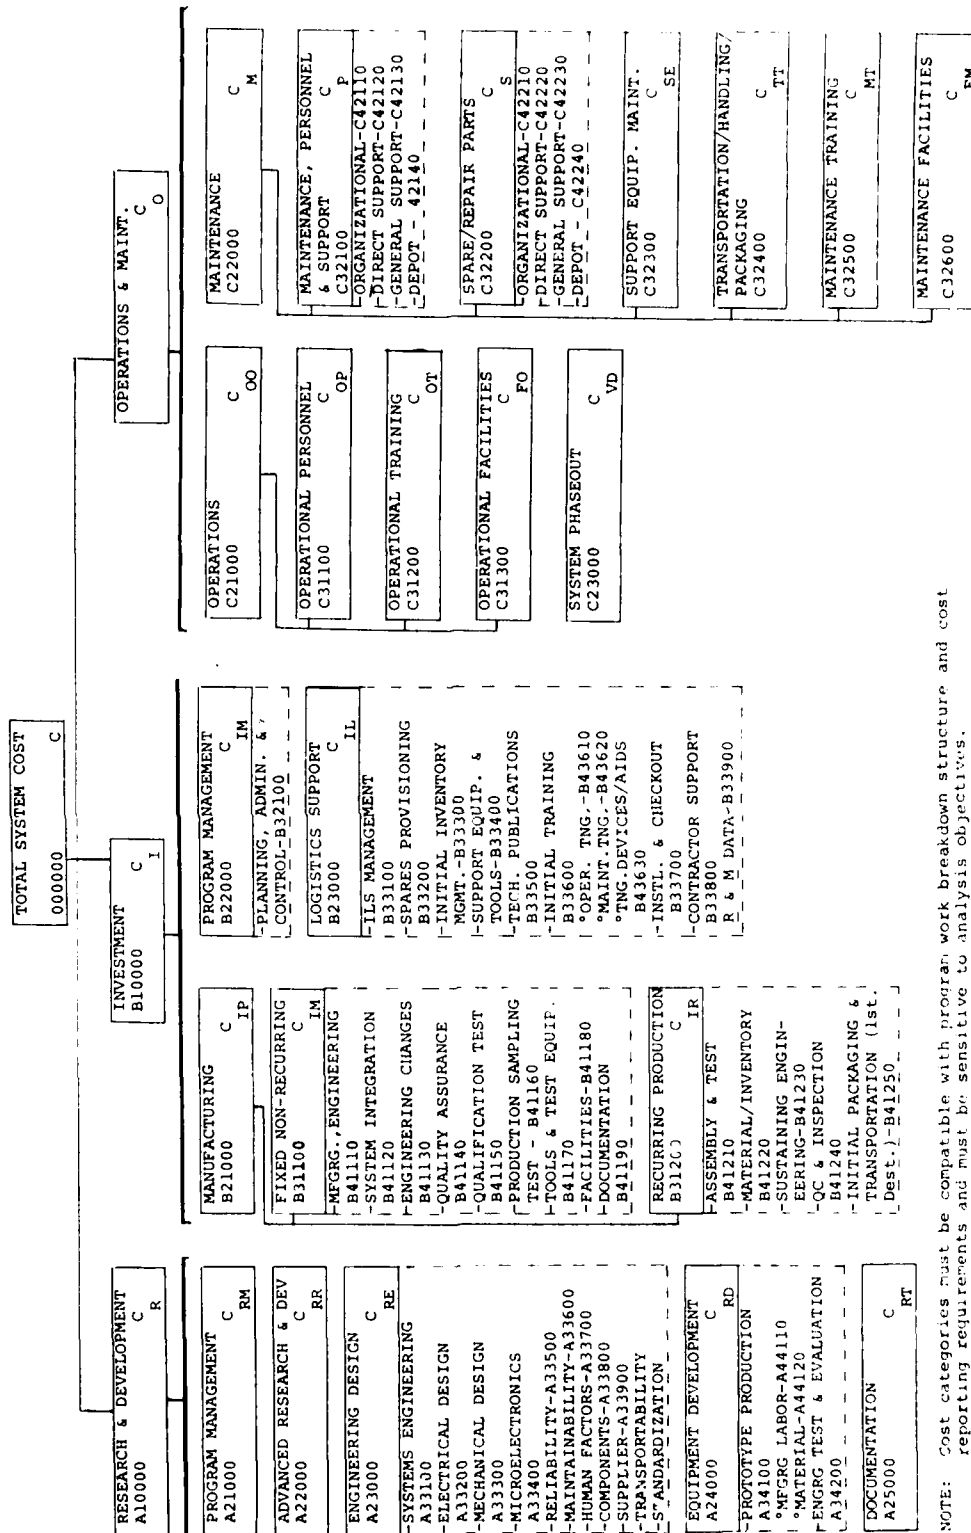 TOTAL SYSTEM COST
000000 C
RESEARCH & DEVELOPMENT
A10000 C
R
PROGRAM MANAGEMENT
A21000 C
RM
ADVANCED RESEARCH & DEV
A22000 C
RR
ENGINEERING DESIGN
A23000 C
RE
-SYSTEMS ENGINEERING
A33100
-ELECTRICAL DESIGN
A33200
-MECHANICAL DESIGN
A33300
-MICROELECTRONICS
A33400
-RELIABILITY-A33500
-MAINTAINABILITY-A33600
-HUMAN FACTORS-A33700
-COMPONENTS-A33800
-SUPPLIER-A33900
-TRANSPORTABILITY
STANDARDIZATION
EQUIPMENT DEVELOPMENT
A24000 C
RD
-PROTOTYPE PRODUCTION
A34100
°MFGRG LABOR-A44110
°MATERIAL-A44120
-ENGRG TEST & EVALUATION
A34200
DOCUMENTATION
A25000 C
RT
INVESTMENT
B10000 C
I
MANUFACTURING
B21000 C
IP
FIXED NON-RECURRING
B31100 C
IM
-MFGRG.,ENGINEERING
B41110
-SYSTEM INTEGRATION
B41120
-ENGINEERING CHANGES
B41130
-QUALITY ASSURANCE
B41140
-QUALIFICATION TEST
B41150
-PRODUCTION SAMPLING
TEST - B41160
-TOOLS & TEST EQUIP.
B41170
-FACILITIES-B41180
-DOCUMENTATION
B41190
RECURRING PRODUCTION
B31200 C
IR
-ASSEMBLY & TEST
B41210
-MATERIAL/INVENTORY
B41220
-SUSTAINING ENGIN-
EERING-B41230
-QC & INSPECTION
B41240
-INITIAL PACKAGING &
TRANSPORTATION (1st.
Dest.)-B41250
PROGRAM MANAGEMENT
B22000 C
IM
-PLANNING, ADMIN. &
CONTROL-B32100
LOGISTICS SUPPORT
B23000 C
IL
-ILS MANAGEMENT
B33100
-SPARES PROVISIONING
B33200
-INITIAL INVENTORY
MGMT.-B33300
-SUPPORT EQUIP. &
TOOLS-B33400
-TECH. PUBLICATIONS
B33500
-INITIAL TRAINING
B33600
°OPER. TNG.-B43610
°MAINT.TNG.-B43620
°TNG.DEVICES/AIDS
B43630
-INSTL. & CHECKOUT
B33700
-CONTRACTOR SUPPORT
B33800
R & M DATA-B33900
OPERATIONS & MAINT.
C
O
OPERATIONS
C21000 C
OO
OPERATIONAL PERSONNEL
C31100 C
OP
OPERATIONAL TRAINING
C31200 C
OT
OPERATIONAL FACILITIES
C31300 C
FO
SYSTEM PHASEOUT
C23000 C
VD
MAINTENANCE
C22000 C
M
MAINTENANCE, PERSONNEL
& SUPPORT C
C32100 P
-ORGANIZATIONAL-C42110
-DIRECT SUPPORT-C42120
-GENERAL SUPPORT-C42130
-DEPOT - 42140
SPARE/REPAIR PARTS
C32200 C
S
-ORGANIZATIONAL-C42210
-DIRECT SUPPORT-C42220
-GENERAL SUPPORT-C42230
-DEPOT - C42240
SUPPORT EQUIP. MAINT.
C32300 C
SE
TRANSPORTATION/HANDLING/
PACKAGING
C32400 C
TT
MAINTENANCE TRAINING
C32500 C
MT
MAINTENANCE FACILITIES
C32600 C
FM
NOTE: Cost categories must be compatible with program work breakdown structure and cost
reporting requirements and must be sensitive to analysis objectives.